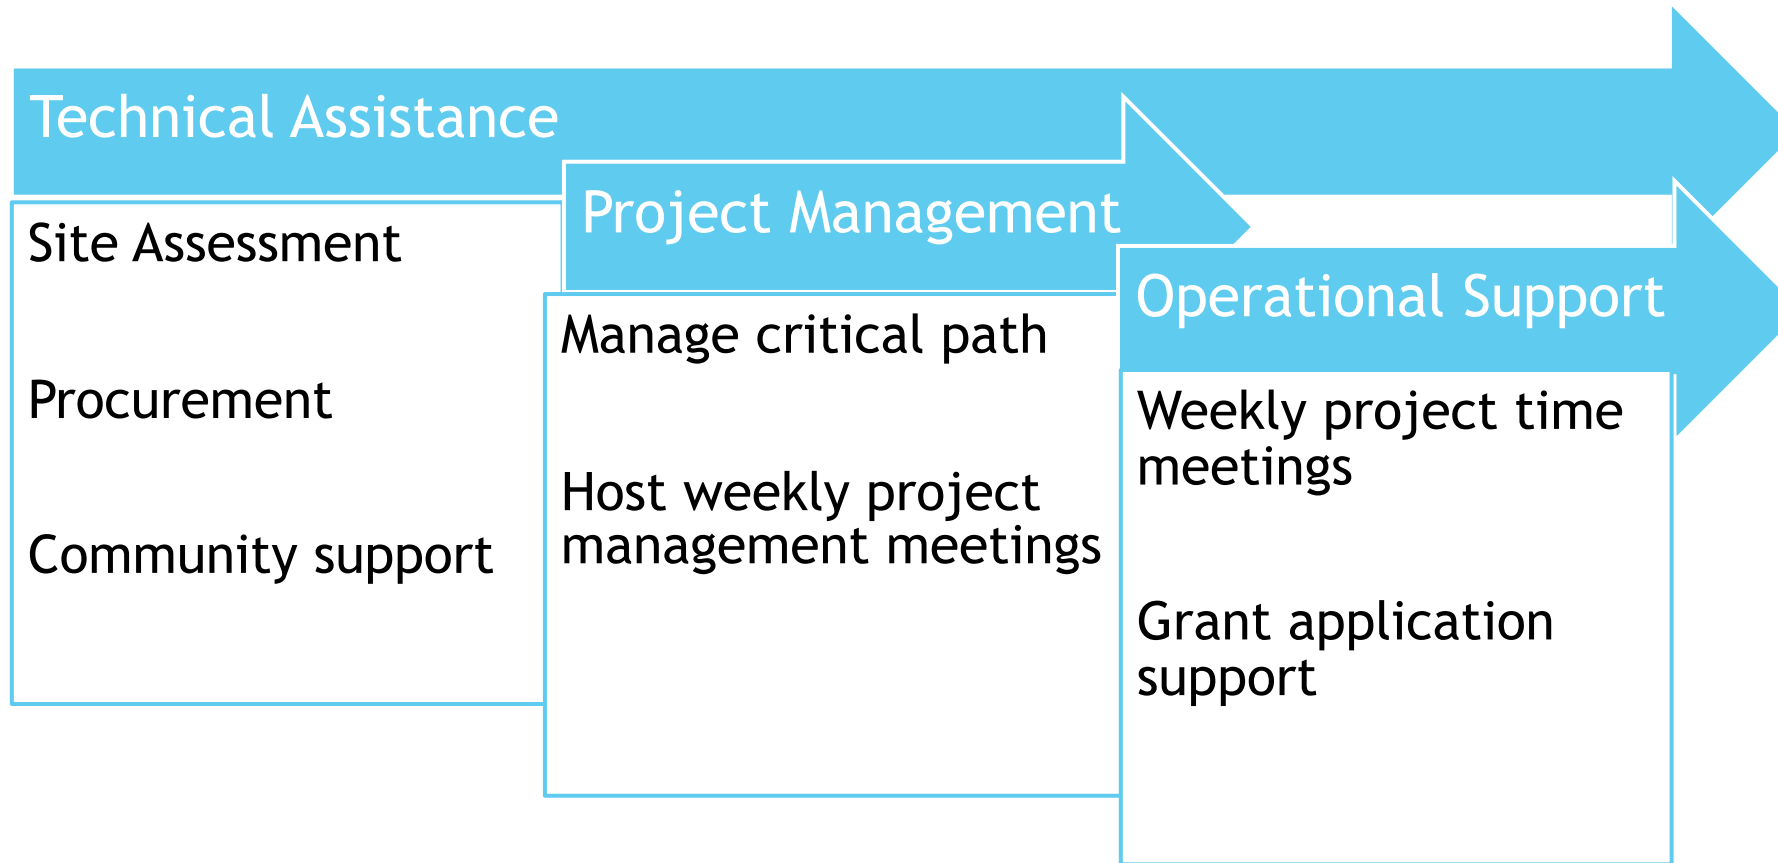 Technical Assistance
Site Assessment
Procurement
Community support
Project Management
Manage critical path
Host weekly project
management meetings
Operational Support
Weekly project time
meetings
Grant application
support